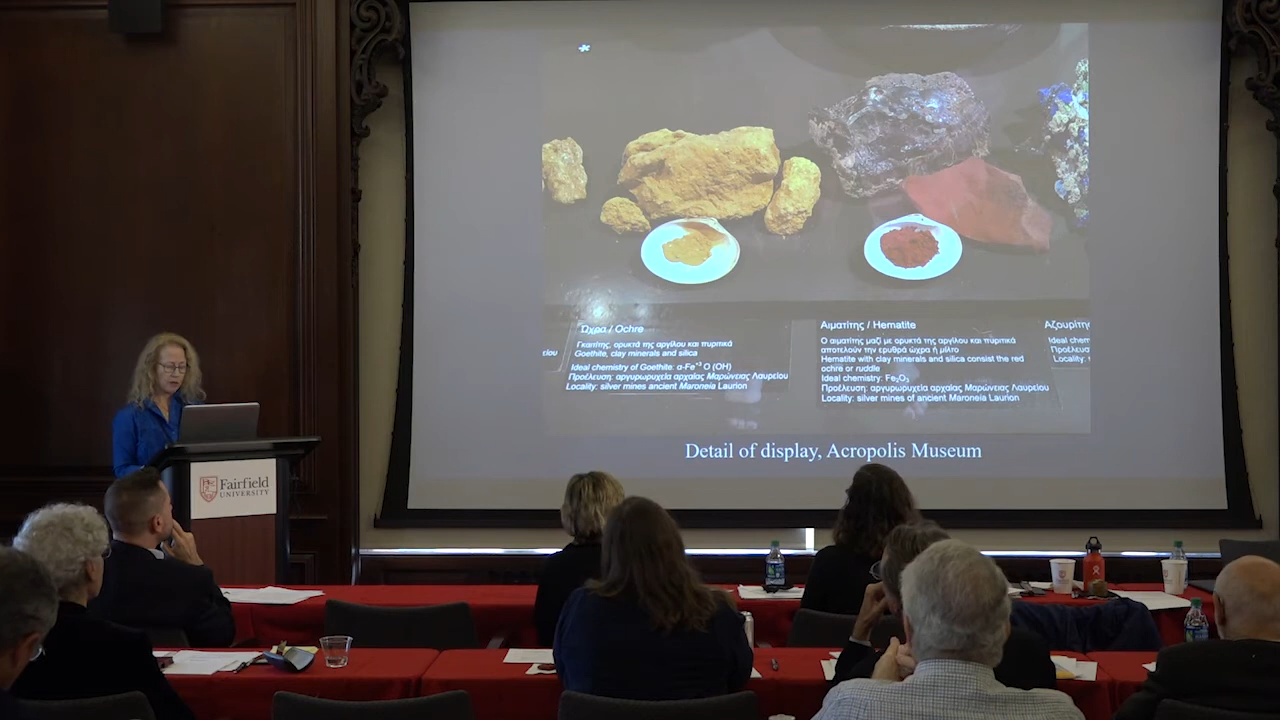 Ώχρα / Ochre
Γκαιτίτης, ορυκτά της αργίλου και πυριτικά
Goethite, clay minerals and silica
Ideal chemistry of Goethite: α-Fe⁺³ O (OH)
Προέλευση: αργυρωρυχεία αρχαίας Μαρώνειας Λαυρείου
Locality: silver mines ancient Maroneia Laurion
Αιματίτης / Hematite
Ο αιματίτης μαζί με ορυκτά της αργίλου και πυριτικά
αποτελούν την ερυθρά ώχρα ή μίλτο
Hematite with clay minerals and silica consist the red
ochre or ruddle
Ideal chemistry: Fe₂O₃
Προέλευση: αργυρωρυχεία αρχαίας Μαρώνειας Λαυρείου
Locality: silver mines of ancient Maroneia Laurion
Αζουρίτης
Ideal chem
Προέλευσ
Locality:
Detail of display, Acropolis Museum
Fairfield
UNIVERSITY